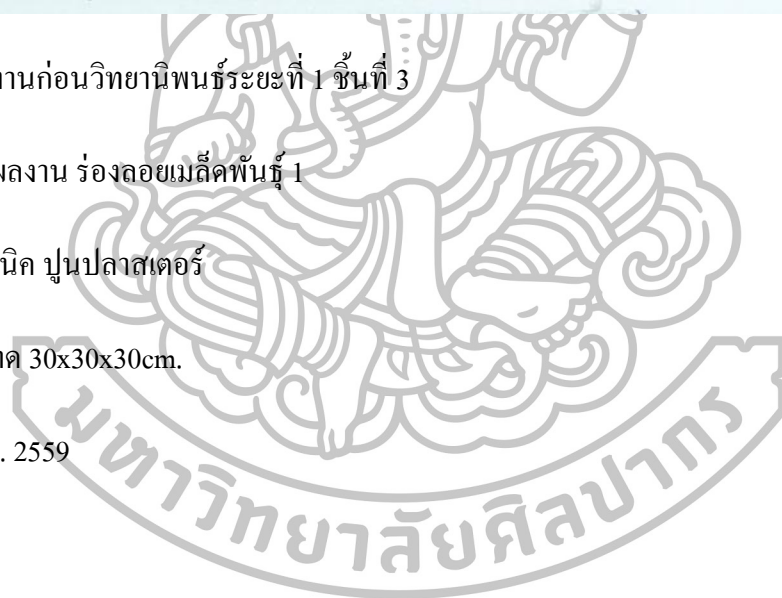 านก่อนวิทยานิพนธ์ระยะที่ 1 ชิ้นที่ 3
ผลงาน ร่องลอยเมล็ดพันธุ์ 1
นิค ปูนปลาสเตอร์
าด 30x30x30cm.
. 2559
มหาวิทยาลัยศิลปากร